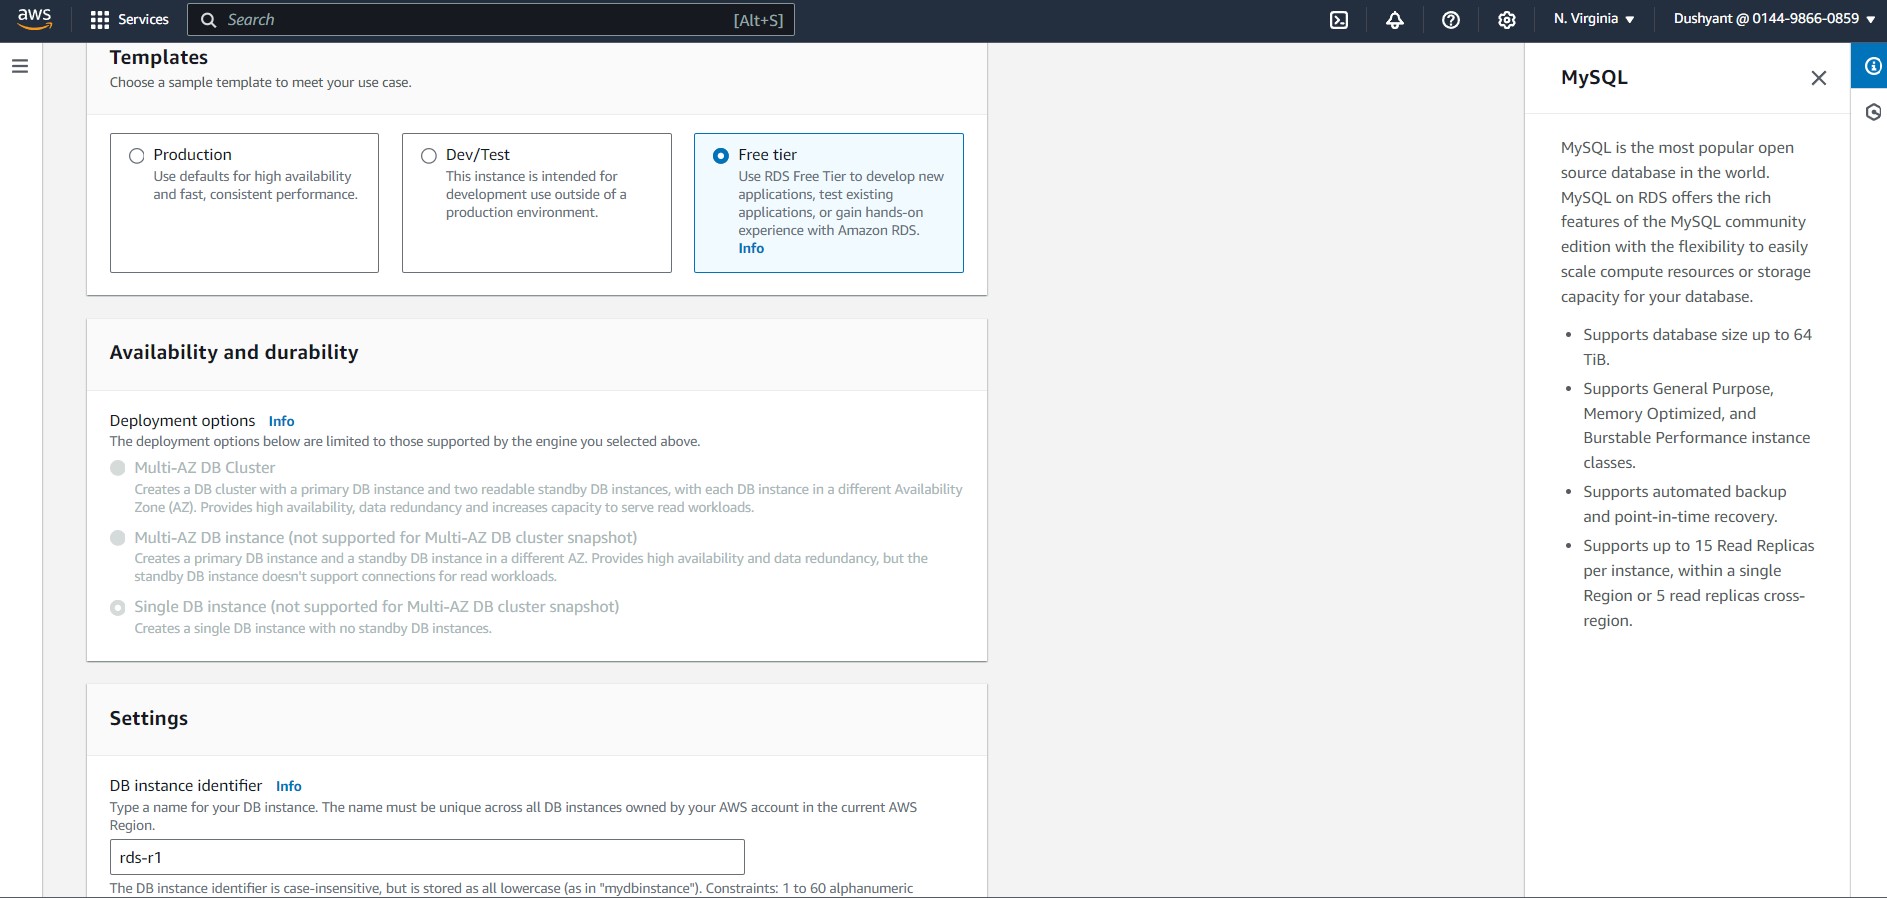 aws
Services
Search
[Alt+S]
N. Virginia
Dushyant @ 0144-9866-0859
Templates
Choose a sample template to meet your use case.
Production
Use defaults for high availability
and fast, consistent performance.
Dev/Test
This instance is intended for
development use outside of a
production environment.
Free tier
Use RDS Free Tier to develop new
applications, test existing
applications, or gain hands-on
experience with Amazon RDS.
Info
Availability and durability
Deployment options Info
The deployment options below are limited to those supported by the engine you selected above.
Multi-AZ DB Cluster
Creates a DB cluster with a primary DB instance and two readable standby DB instances, with each DB instance in a different Availability
Zone (AZ). Provides high availability, data redundancy and increases capacity to serve read workloads.
Multi-AZ DB instance (not supported for Multi-AZ DB cluster snapshot)
Creates a primary DB instance and a standby DB instance in a different AZ. Provides high availability and data redundancy, but the
standby DB instance doesn't support connections for read workloads.
Single DB instance (not supported for Multi-AZ DB cluster snapshot)
Creates a single DB instance with no standby DB instances.
Settings
DB instance identifier Info
Type a name for your DB instance. The name must be unique across all DB instances owned by your AWS account in the current AWS
Region.
rds-r1
The DB instance identifier is case-insensitive, but is stored as all lowercase (as in "mydbinstance"). Constraints: 1 to 60 alphanumeric
MySQL
MySQL is the most popular open
source database in the world.
MySQL on RDS offers the rich
features of the MySQL community
edition with the flexibility to easily
scale compute resources or storage
capacity for your database.
• Supports database size up to 64
TiB.
• Supports General Purpose,
Memory Optimized, and
Burstable Performance instance
classes.
• Supports automated backup
and point-in-time recovery.
• Supports up to 15 Read Replicas
per instance, within a single
Region or 5 read replicas cross-
region.